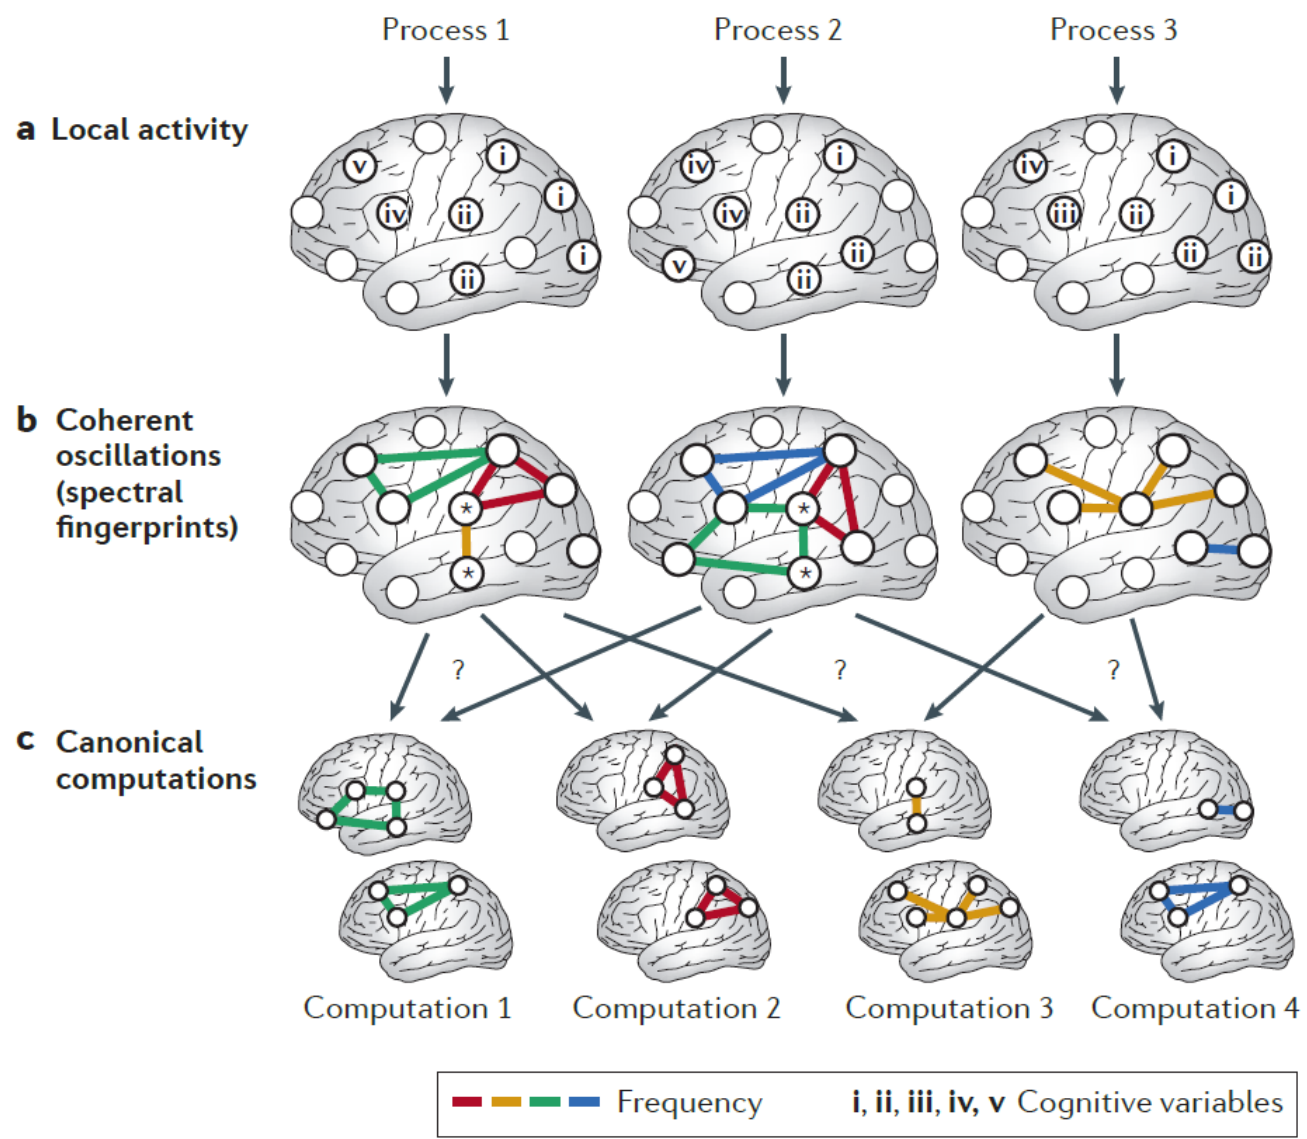 Process 1
Process 2
Process 3
a Local activity
v
i
i
iv
ii
i
ii
iv
i
iv
ii
v
ii
ii
iv
i
i
iii
ii
ii
ii
b Coherent
oscillations
(spectral
fingerprints)
*
*
*
*
?
?
?
c Canonical
computations
Computation 1
Computation 2
Computation 3
Computation 4
Frequency
i, ii, iii, iv, v Cognitive variables